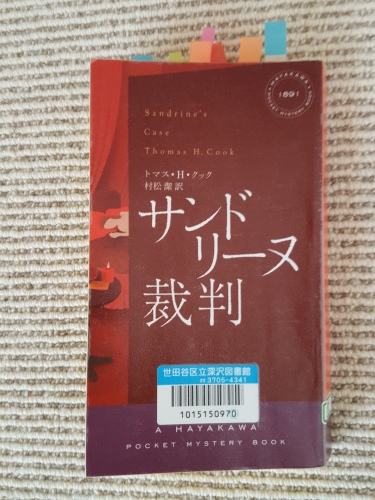 1891
Sandrine's
Case
Thomas H. Cook
トマス・H・クック
村松 潔 訳
サンド
リーヌ
裁判
世田谷区立深沢図書館
☎3705-4341
1015150970
A HAYAKAWA
POCKET MYSTERY BOOK